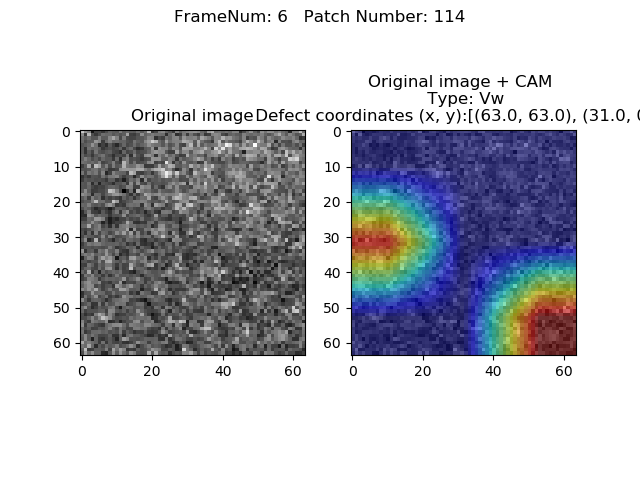 FrameNum: 6 Patch Number: 114
Original image + CAM
Type: Vw
Original image
Defect coordinates (x, y):[(63.0, 63.0), (31.0, 0
0
10
20
30
40
50
60
0 20 40 60
0
10
20
30
40
50
60
0 20 40 60